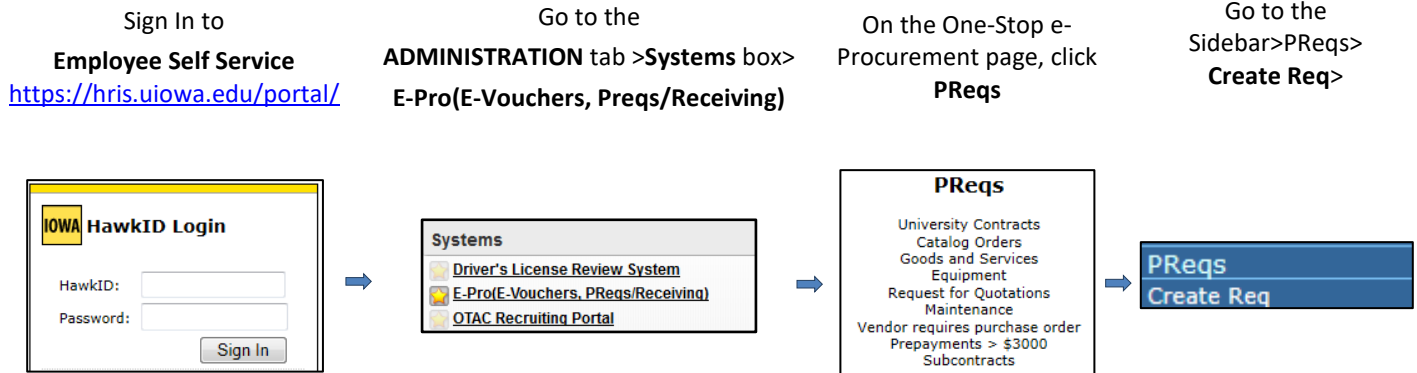 Sign In to
Employee Self Service
https://hris.uiowa.edu/portal/
Go to the
ADMINISTRATION tab >Systems box>
E-Pro(E-Vouchers, Preqs/Receiving)
On the One-Stop e-
Procurement page, click
PReqs
Go to the
Sidebar>PReqs>
Create Req>
IOWA HawkID Login
HawkID:
Password:
Sign In
Systems
Driver's License Review System
E-Pro(E-Vouchers, PReqs/Receiving)
OTAC Recruiting Portal
PReqs
University Contracts
Catalog Orders
Goods and Services
Equipment
Request for Quotations
Maintenance
Vendor requires purchase order
Prepayments > $3000
Subcontracts
PReqs
Create Req